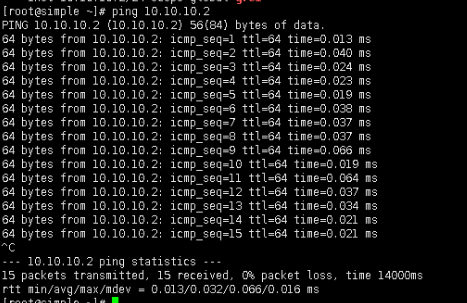 [root@simple ~]# ping 10.10.10.2
PING 10.10.10.2 (10.10.10.2) 56(84) bytes of data.
64 bytes from 10.10.10.2: icmp_seq=1 ttl=64 time=0.013 ms
64 bytes from 10.10.10.2: icmp_seq=2 ttl=64 time=0.040 ms
64 bytes from 10.10.10.2: icmp_seq=3 ttl=64 time=0.024 ms
64 bytes from 10.10.10.2: icmp_seq=4 ttl=64 time=0.023 ms
64 bytes from 10.10.10.2: icmp_seq=5 ttl=64 time=0.019 ms
64 bytes from 10.10.10.2: icmp_seq=6 ttl=64 time=0.038 ms
64 bytes from 10.10.10.2: icmp_seq=7 ttl=64 time=0.037 ms
64 bytes from 10.10.10.2: icmp_seq=8 ttl=64 time=0.037 ms
64 bytes from 10.10.10.2: icmp_seq=9 ttl=64 time=0.066 ms
64 bytes from 10.10.10.2: icmp_seq=10 ttl=64 time=0.019 ms
64 bytes from 10.10.10.2: icmp_seq=11 ttl=64 time=0.064 ms
64 bytes from 10.10.10.2: icmp_seq=12 ttl=64 time=0.037 ms
64 bytes from 10.10.10.2: icmp_seq=13 ttl=64 time=0.034 ms
64 bytes from 10.10.10.2: icmp_seq=14 ttl=64 time=0.021 ms
64 bytes from 10.10.10.2: icmp_seq=15 ttl=64 time=0.021 ms
^C
--- 10.10.10.2 ping statistics ---
15 packets transmitted, 15 received, 0% packet loss, time 14000ms
rtt min/avg/max/mdev = 0.013/0.032/0.066/0.016 ms
[root@simple ~]#